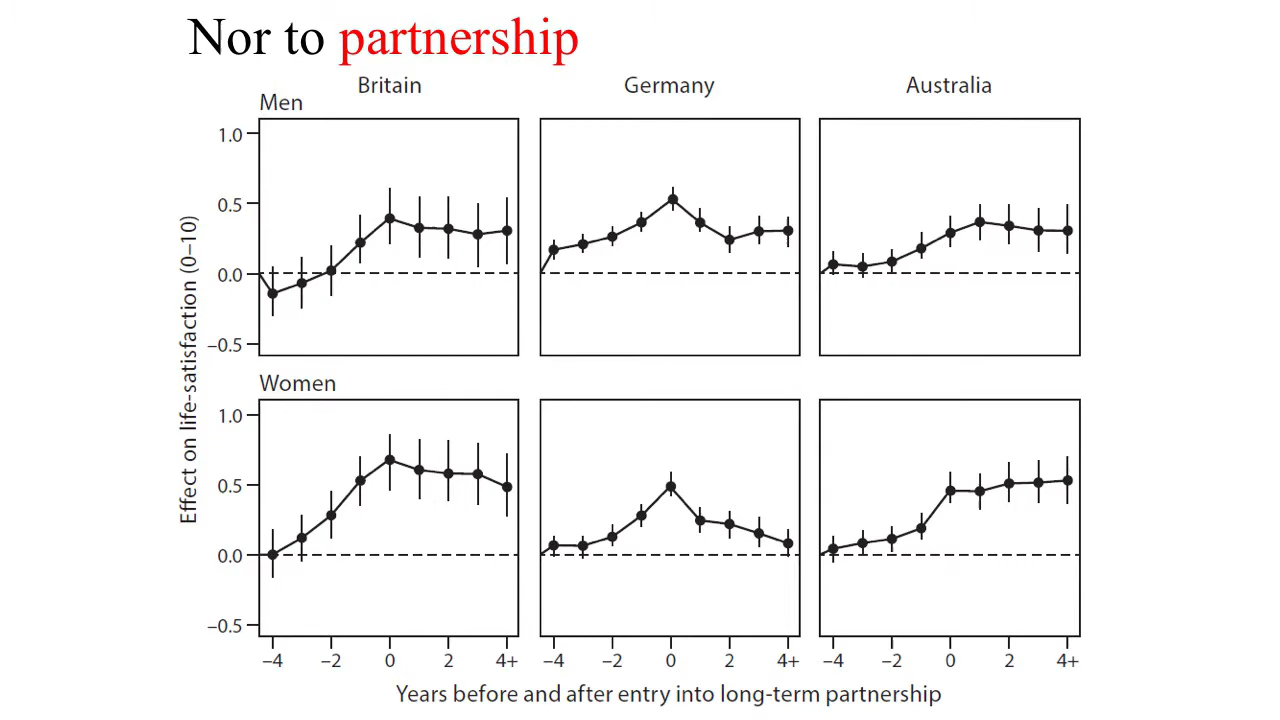 Nor to partnership
Britain Germany Australia
Men
1.0
0.5
0.0
–0.5
Effect on life-satisfaction (0–10)
Women
1.0
0.5
0.0
–0.5
–4 –2 0 2 4+ –4 –2 0 2 4+ –4 –2 0 2 4+
Years before and after entry into long-term partnership